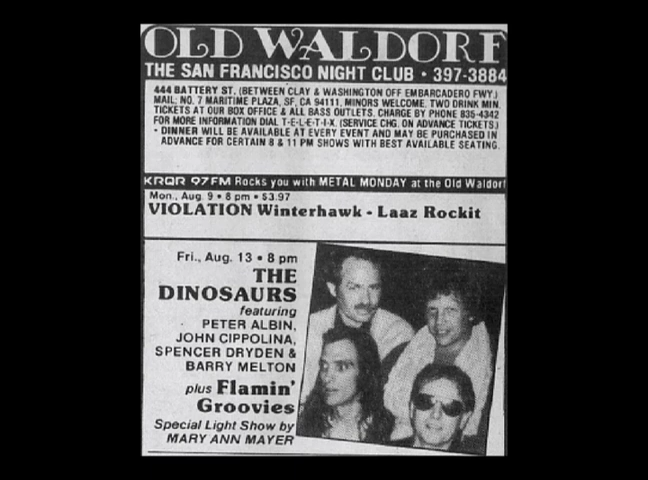 OLD WALDORF
THE SAN FRANCISCO NIGHT CLUB • 397-3884
444 BATTERY ST. (BETWEEN CLAY & WASHINGTON OFF EMBARCADERO FWY.)
MAIL: NO. 7 MARITIME PLAZA, SF, CA 94111. MINORS WELCOME. TWO DRINK MIN.
TICKETS AT OUR BOX OFFICE & ALL BASS OUTLETS. CHARGE BY PHONE 835-4342
FOR MORE INFORMATION DIAL T-E-L-E-T-I-X. (SERVICE CHG. ON ADVANCE TICKETS.)
• DINNER WILL BE AVAILABLE AT EVERY EVENT AND MAY BE PURCHASED IN
ADVANCE FOR CERTAIN 8 & 11 PM SHOWS WITH BEST AVAILABLE SEATING.
KRQR 97FM Rocks you with METAL MONDAY at the Old Waldorf
Mon., Aug. 9 • 8 pm • $3.97
VIOLATION Winterhawk - Laaz Rockit
Fri., Aug. 13 • 8 pm
THE
DINOSAURS
featuring
PETER ALBIN,
JOHN CIPPOLINA,
SPENCER DRYDEN &
BARRY MELTON
plus Flamin'
Groovies
Special Light Show by
MARY ANN MAYER